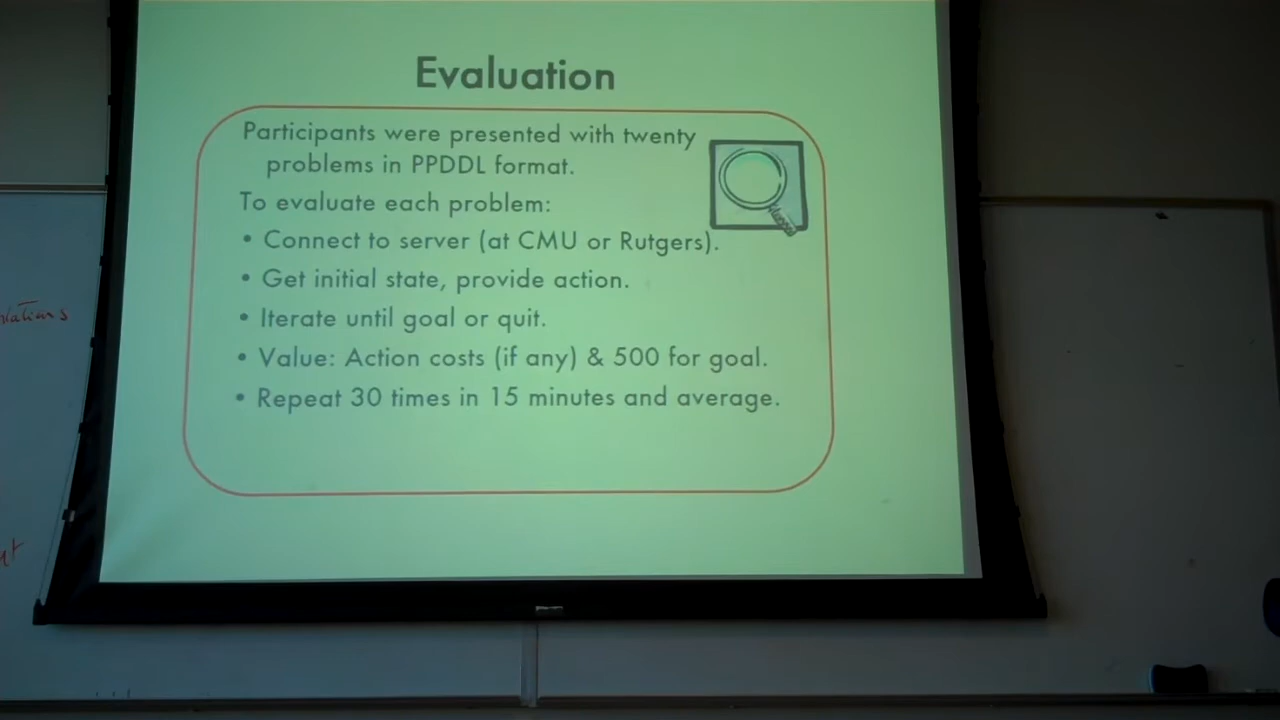 Evaluation
Participants were presented with twenty
problems in PPDDL format.
To evaluate each problem:
• Connect to server (at CMU or Rutgers).
• Get initial state, provide action.
• Iterate until goal or quit.
• Value: Action costs (if any) & 500 for goal.
• Repeat 30 times in 15 minutes and average.